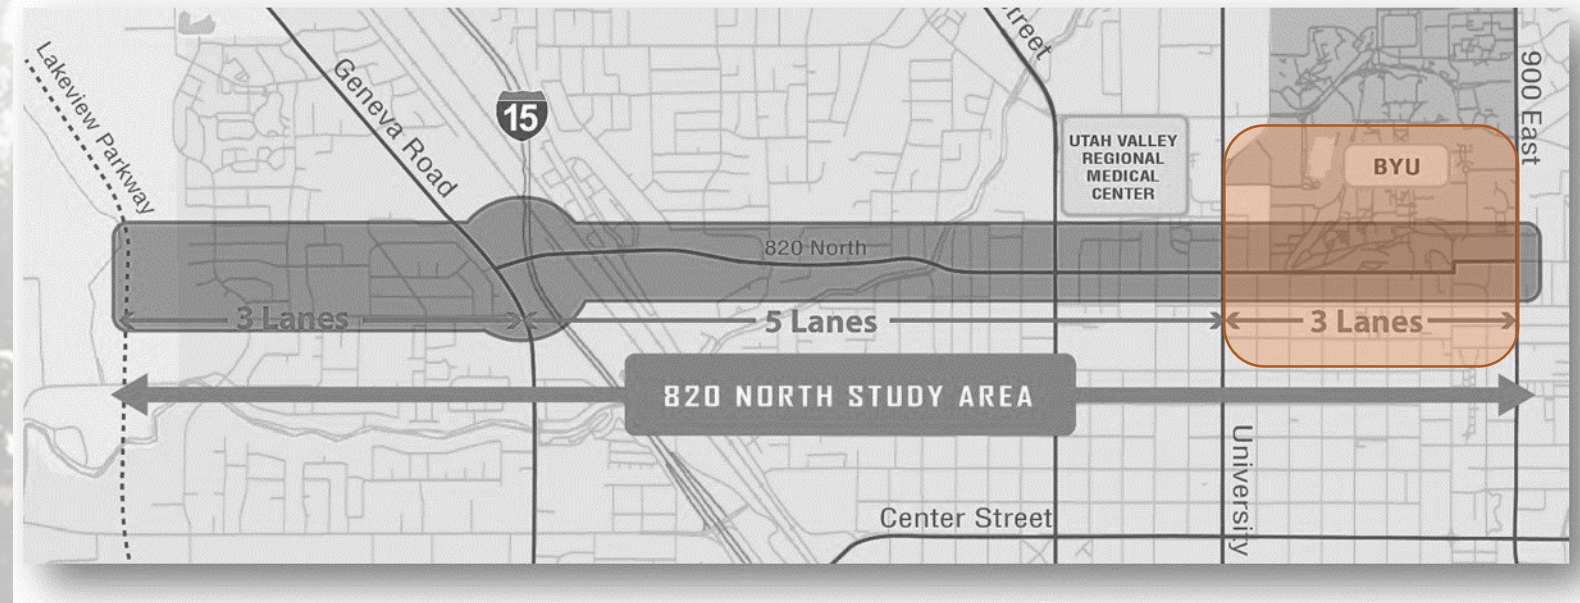 Lakeview Parkway
Geneva Road
15
UTAH VALLEY
REGIONAL
MEDICAL
CENTER
BYU
900 East
820 North
3 Lanes
5 Lanes
3 Lanes
820 NORTH STUDY AREA
University
Center Street